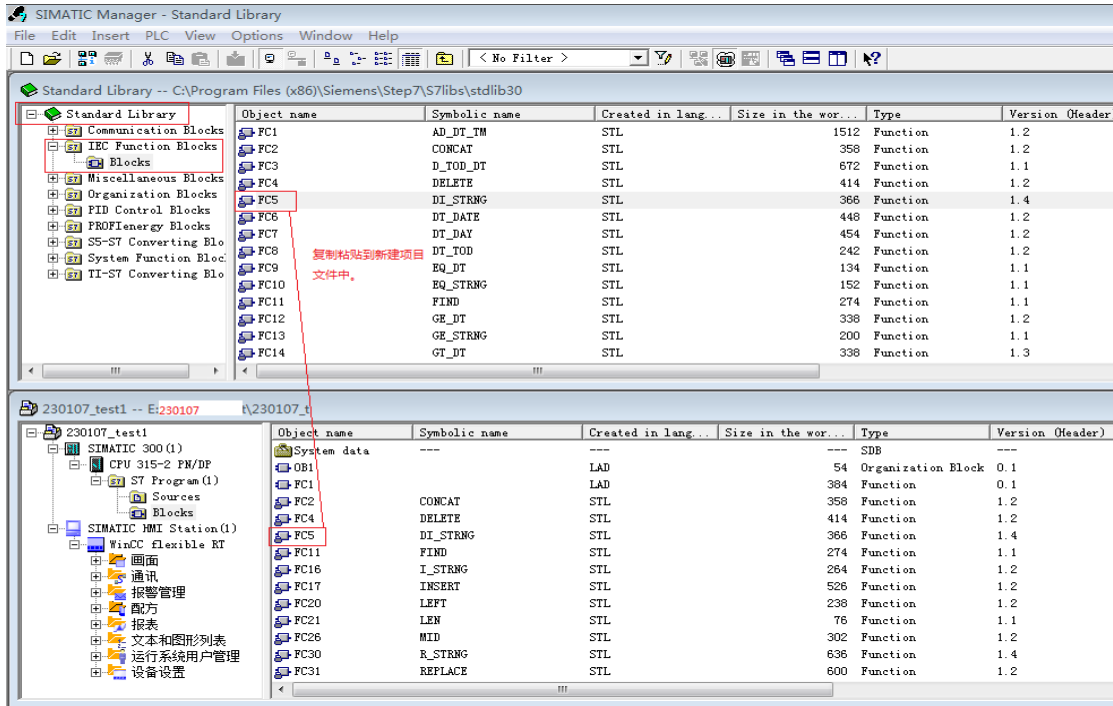 SIMATIC Manager - Standard Library
File Edit Insert PLC View Options Window Help
< No Filter >
Standard Library -- C:\Program Files (x86)\Siemens\Step7\S7libs\stdlib30
Standard Library
Communication Blocks
IEC Function Blocks
Blocks
Miscellaneous Blocks
Organization Blocks
PID Control Blocks
PROFIenergy Blocks
S5-S7 Converting Blo
System Function Bloc
TI-S7 Converting Blo
Object name Symbolic name Created in lang... Size in the wor... Type Version (Header
FC1 AD_DT_TM STL 1512 Function 1.2
FC2 CONCAT STL 358 Function 1.2
FC3 D_TOD_DT STL 672 Function 1.1
FC4 DELETE STL 414 Function 1.2
FC5 DI_STRNG STL 366 Function 1.4
FC6 DT_DATE STL 448 Function 1.2
FC7 DT_DAY STL 454 Function 1.2
FC8 DT_TOD STL 242 Function 1.2
FC9 EQ_DT STL 134 Function 1.1
FC10 EQ_STRNG STL 152 Function 1.1
FC11 FIND STL 274 Function 1.1
FC12 GE_DT STL 338 Function 1.2
FC13 GE_STRNG STL 200 Function 1.1
FC14 GT_DT STL 338 Function 1.3
复制粘贴到新建项目
文件中。
230107_test1 -- E:230107 t\230107_t
230107_test1
SIMATIC 300(1)
CPU 315-2 PN/DP
S7 Program(1)
Sources
Blocks
SIMATIC HMI Station(1)
WinCC flexible RT
画面
通讯
报警管理
配方
报表
文本和图形列表
运行系统用户管理
设备设置
Object name Symbolic name Created in lang... Size in the wor... Type Version (Header)
System data --- --- --- SDB ---
OB1 LAD 54 Organization Block 0.1
FC1 LAD 384 Function 0.1
FC2 CONCAT STL 358 Function 1.2
FC4 DELETE STL 414 Function 1.2
FC5 DI_STRNG STL 366 Function 1.4
FC11 FIND STL 274 Function 1.1
FC16 I_STRNG STL 264 Function 1.2
FC17 INSERT STL 526 Function 1.2
FC20 LEFT STL 238 Function 1.2
FC21 LEN STL 76 Function 1.1
FC26 MID STL 302 Function 1.2
FC30 R_STRNG STL 636 Function 1.4
FC31 REPLACE STL 600 Function 1.2